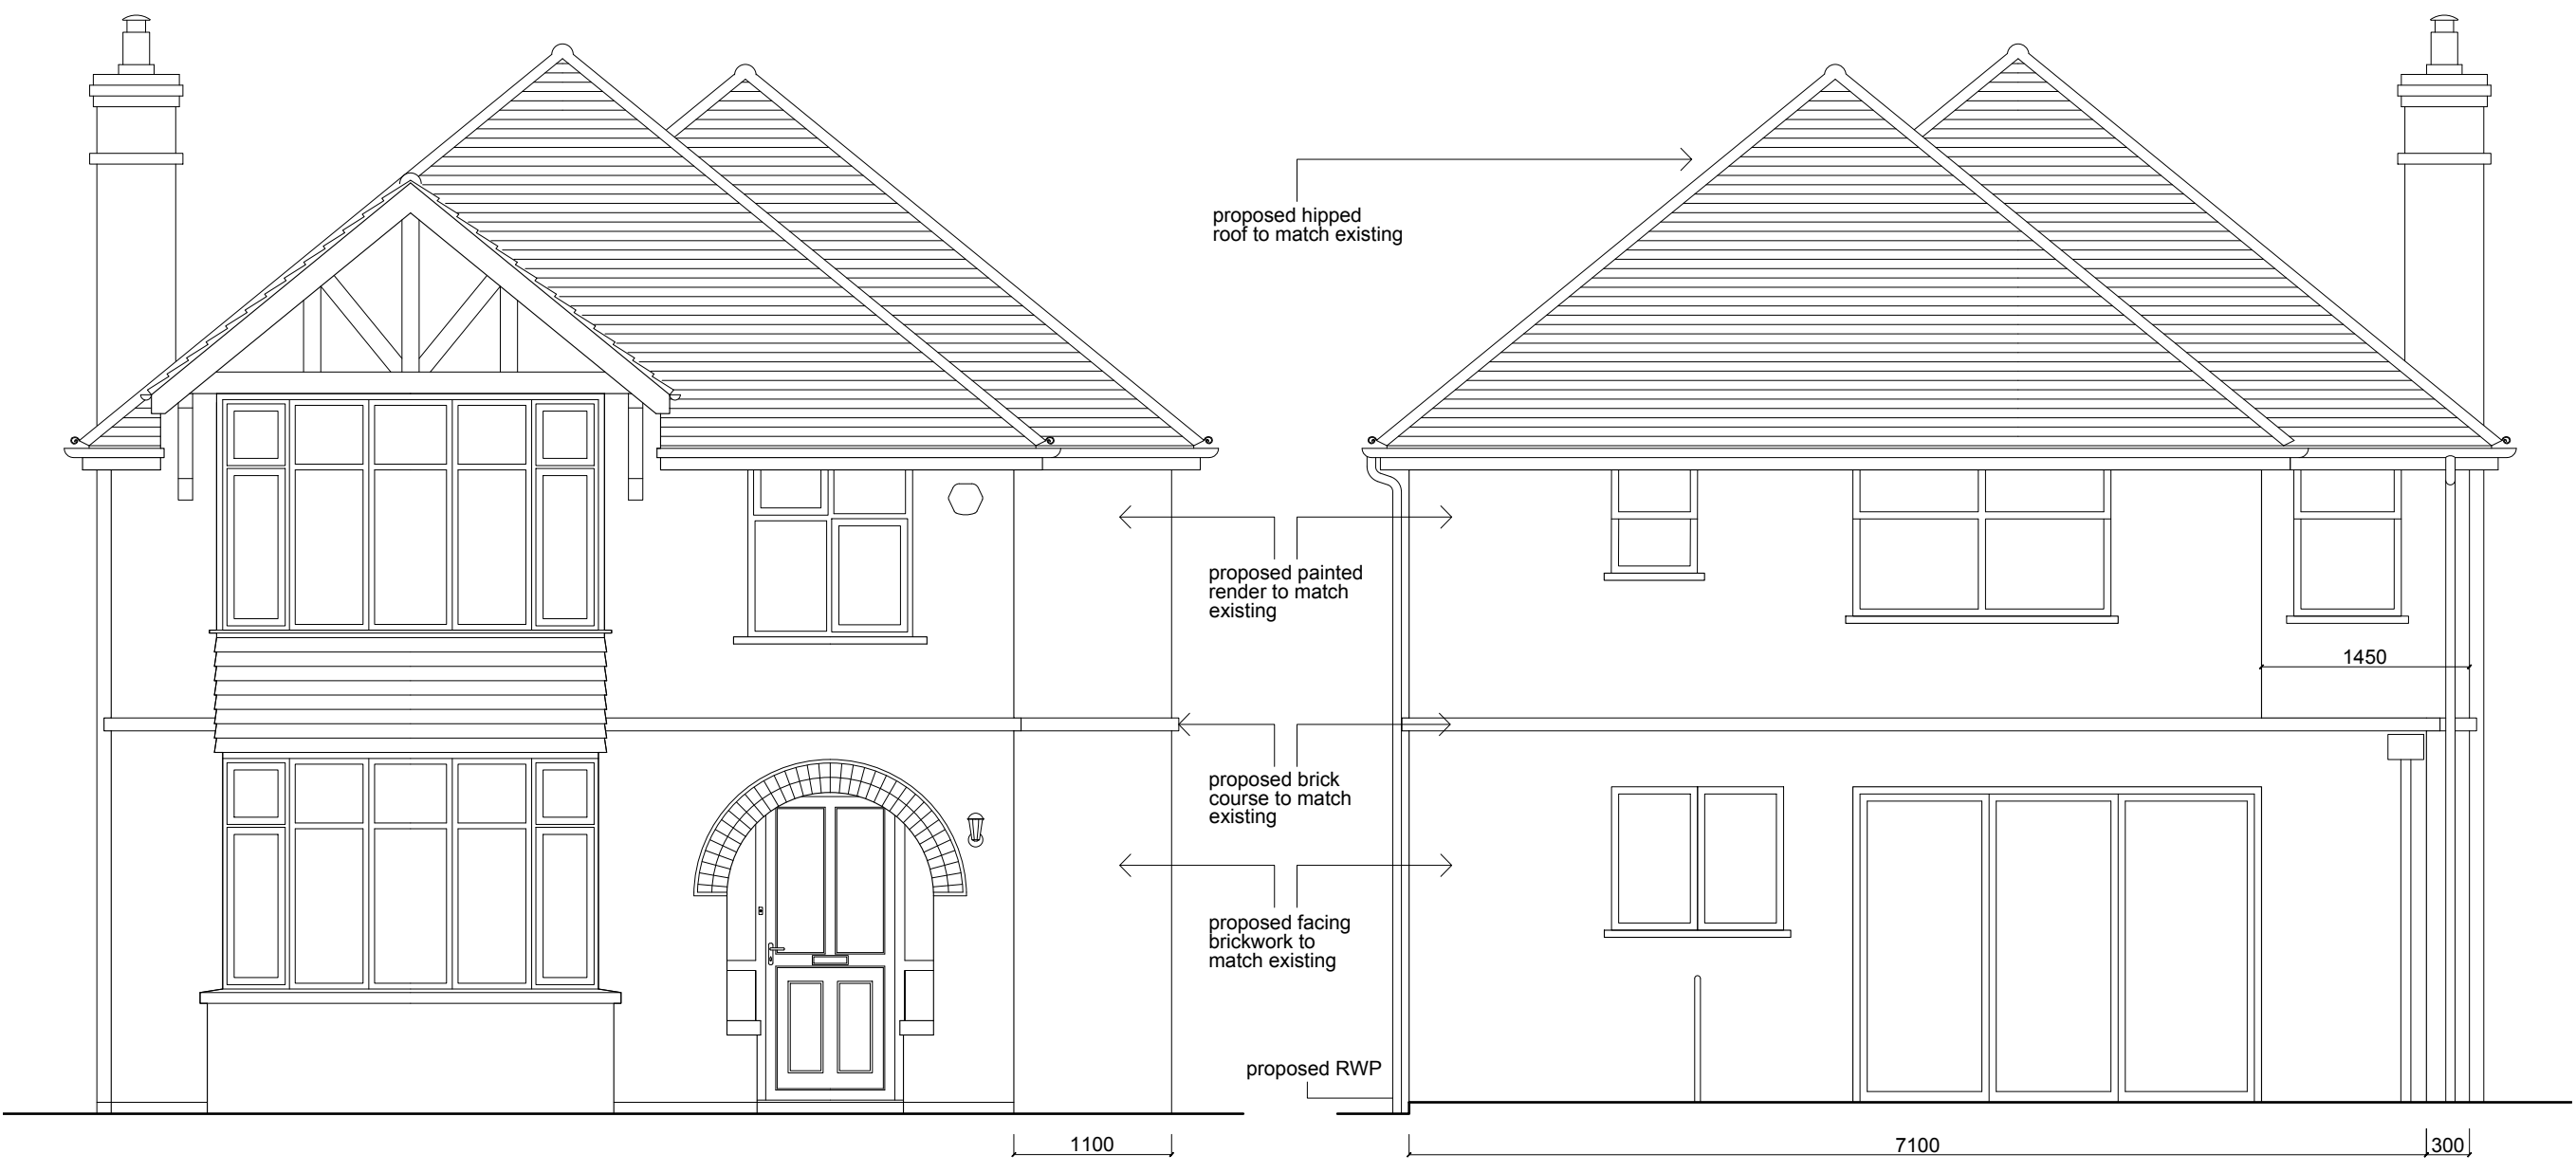 proposed hipped
roof to match existing
proposed painted
render to match
existing
1450
proposed brick
course to match
existing
proposed facing
brickwork to
match existing
proposed RWP
1100
7100
300